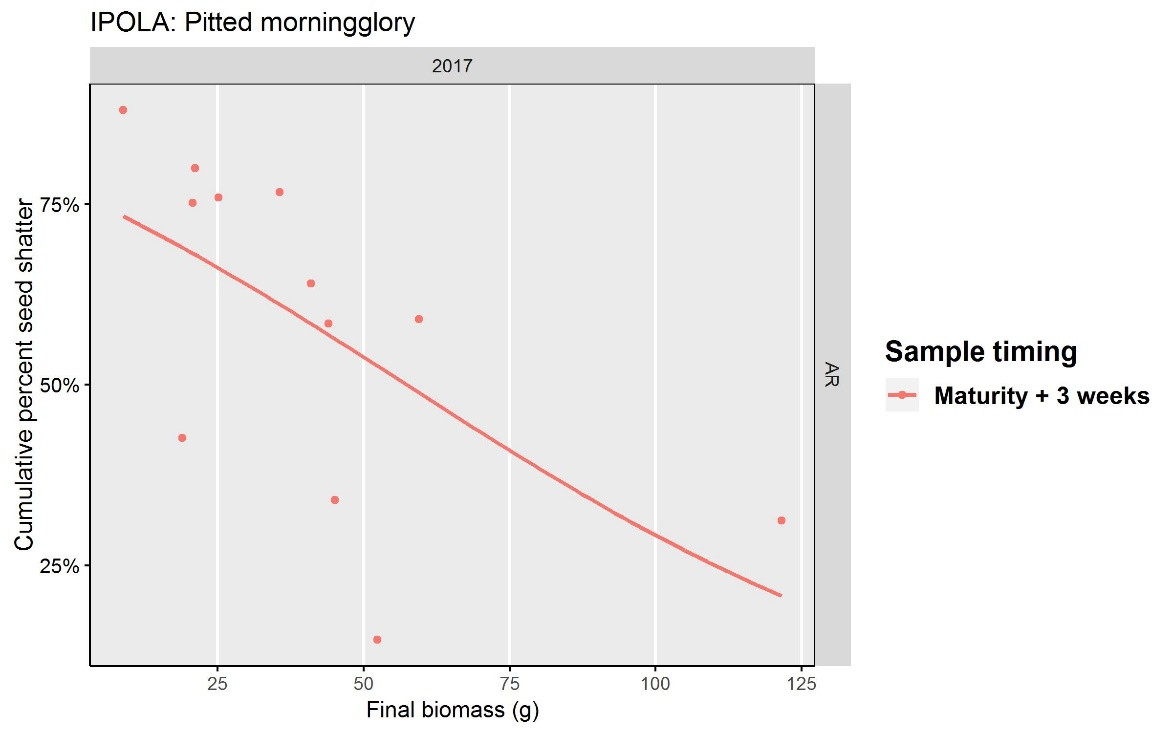 IPOLA: Pitted morningglory
2017
75%
50%
25%
Cumulative percent seed shatter
AR
25 50 75 100 125
Final biomass (g)
Sample timing
Maturity + 3 weeks